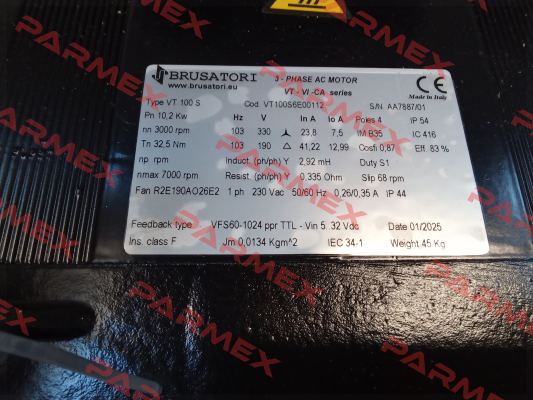 BRUSATORI
www.brusatori.eu
3 - PHASE AC MOTOR
VT - VI -CA series
CE
Made in Italy
Type VT 100 S Cod. VT100S6E00112 S/N AA7887/01
Pn 10,2 Kw Hz V In A Io A Poles 4 IP 54
nn 3000 rpm 103 330 23,8 7,5 IM B35 IC 416
Tn 32,5 Nm 103 190 △ 41,22 12,99 Cosfi 0,87 Eff. 83 %
np rpm Induct. (ph/ph) Y 2,92 mH Duty S1
nmax 7000 rpm Resist. (ph/ph) Y 0,335 Ohm Slip 68 rpm
Fan R2E190AO26E2 1 ph 230 Vac 50/60 Hz 0,26/0,35 A IP 44
Feedback type VFS60-1024 ppr TTL - Vin 5 32 Vdc Date 01/2025
Ins. class F Jm 0,0134 Kgm^2 IEC 34-1 Weight 45 Kg
PARMEX
PARMEX
PARMEX
PARMEX
PARMEX
PARMEX